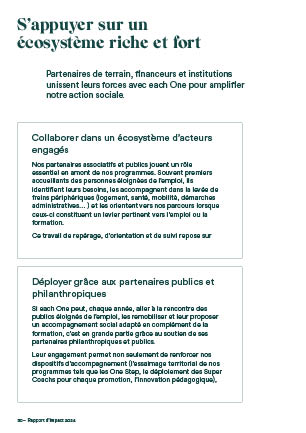 S'appuyer sur un
écosystème riche et fort
Partenaires de terrain, financeurs et institutions
unissent leurs forces avec each One pour amplifier
notre action sociale.
Collaborer dans un écosystème d'acteurs
engagés
Nos partenaires associatifs et publics jouent un rôle
essentiel en amont de nos programmes. Souvent premiers
accueillants des personnes éloignées de l'emploi, ils
identifient leurs besoins, les accompagnent dans la levée de
freins périphériques (logement, santé, mobilité, démarches
administratives...) et les orientent vers nos parcours lorsque
ceux-ci constituent un levier pertinent vers l'emploi ou la
formation.
Ce travail de repérage, d'orientation et de suivi repose sur
Déployer grâce aux partenaires publics et
philanthropiques
Si each One peut, chaque année, aller à la rencontre des
publics éloignés de l'emploi, les remobiliser et leur proposer
un accompagnement social adapté en complément de la
formation, c'est en grande partie grâce au soutien de ses
partenaires philanthropiques et publics.
Leur engagement permet non seulement de renforcer nos
dispositifs d'accompagnement (l'essaimage territorial de nos
programmes tels que les One Step, le déploiement des Super
Coachs pour chaque promotion, l'innovation pédagogique),
20 — Rapport d'impact 2024